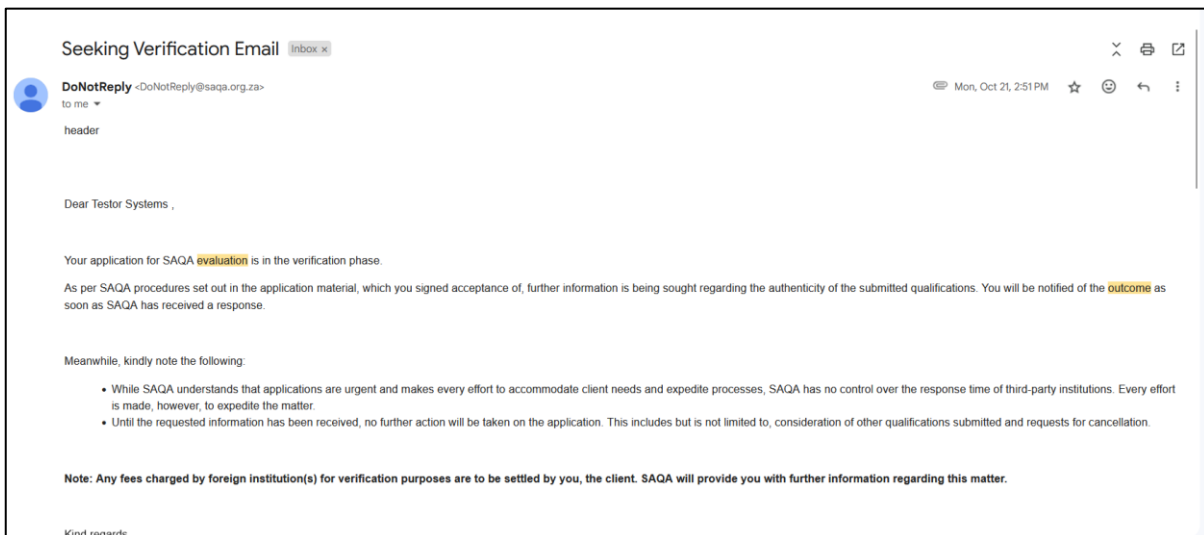 Seeking Verification Email Inbox x
DoNotReply <DoNotReply@saqa.org.za> Mon, Oct 21, 2:51 PM
to me
header
Dear Testor Systems ,
Your application for SAQA evaluation is in the verification phase.
As per SAQA procedures set out in the application material, which you signed acceptance of, further information is being sought regarding the authenticity of the submitted qualifications. You will be notified of the outcome as
soon as SAQA has received a response.
Meanwhile, kindly note the following:
• While SAQA understands that applications are urgent and makes every effort to accommodate client needs and expedite processes, SAQA has no control over the response time of third-party institutions. Every effort
is made, however, to expedite the matter.
• Until the requested information has been received, no further action will be taken on the application. This includes but is not limited to, consideration of other qualifications submitted and requests for cancellation.
Note: Any fees charged by foreign institution(s) for verification purposes are to be settled by you, the client. SAQA will provide you with further information regarding this matter.
Kind regards